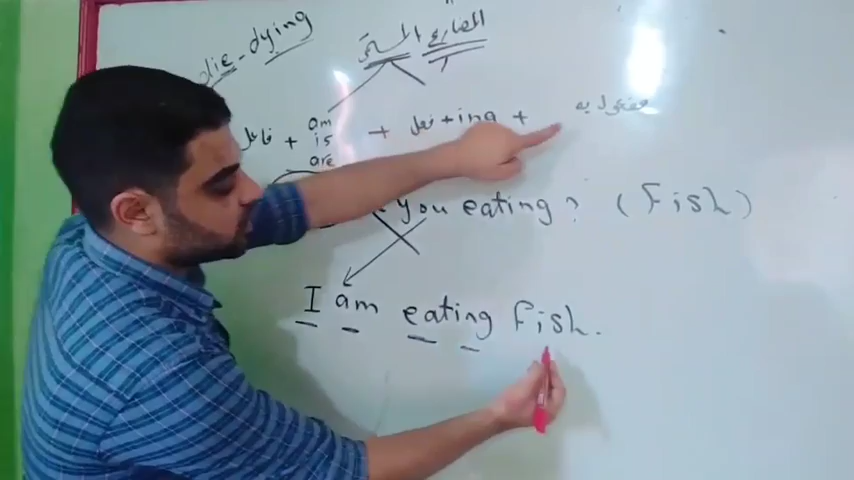 die - dying
المضارع المستمر
فاعل + am is are + فعل + ing + مفعول به
you eating? (Fish)
I am eating Fish.